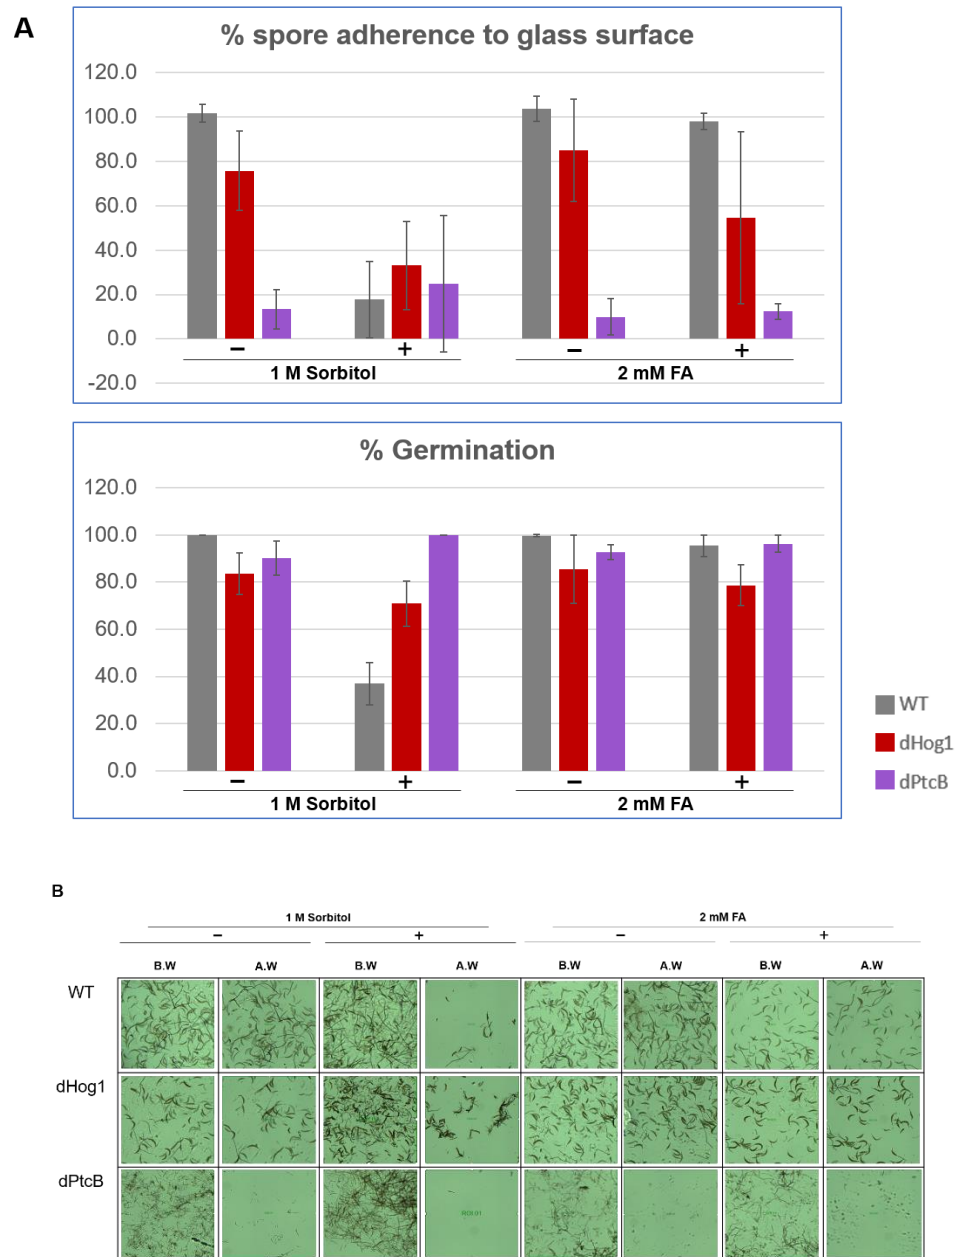 A
% spore adherence to glass surface
120.0
100.0
80.0
60.0
40.0
20.0
0.0
-20.0
− + − +
1 M Sorbitol 2 mM FA
% Germination
120.0
100.0
80.0
60.0
40.0
20.0
0.0
− + − +
1 M Sorbitol 2 mM FA
WT
dHog1
dPtcB
B
1 M Sorbitol 2 mM FA
− + − +
B.W A.W B.W A.W B.W A.W B.W A.W
WT
dHog1
dPtcB